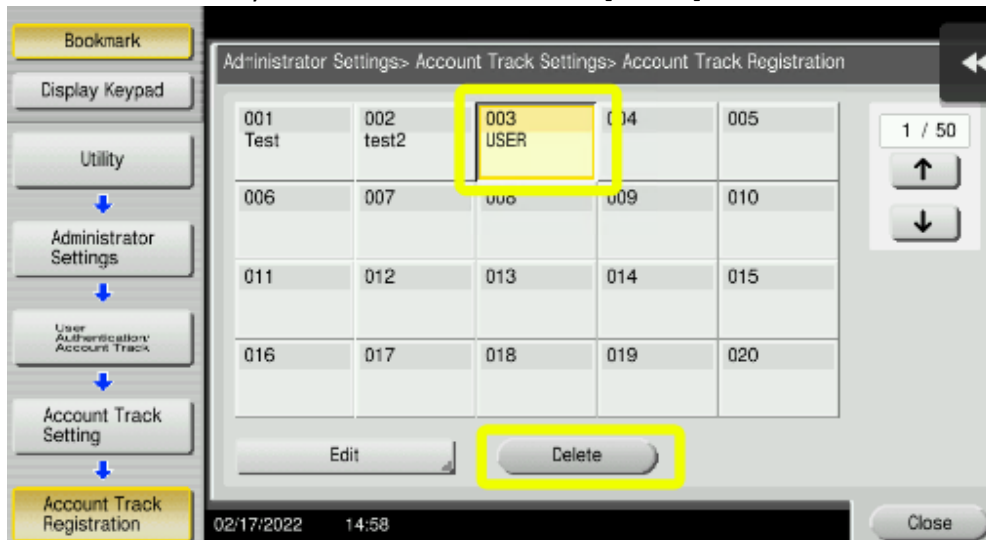 Bookmark
Display Keypad
Utility
Administrator
Settings
User
Authentication/
Account Track
Account Track
Setting
Account Track
Registration
Administrator Settings> Account Track Settings> Account Track Registration
001 002 003 004 005
Test test2 USER
006 007 008 009 010
011 012 013 014 015
016 017 018 019 020
1 / 50
Edit Delete
02/17/2022 14:58
Close